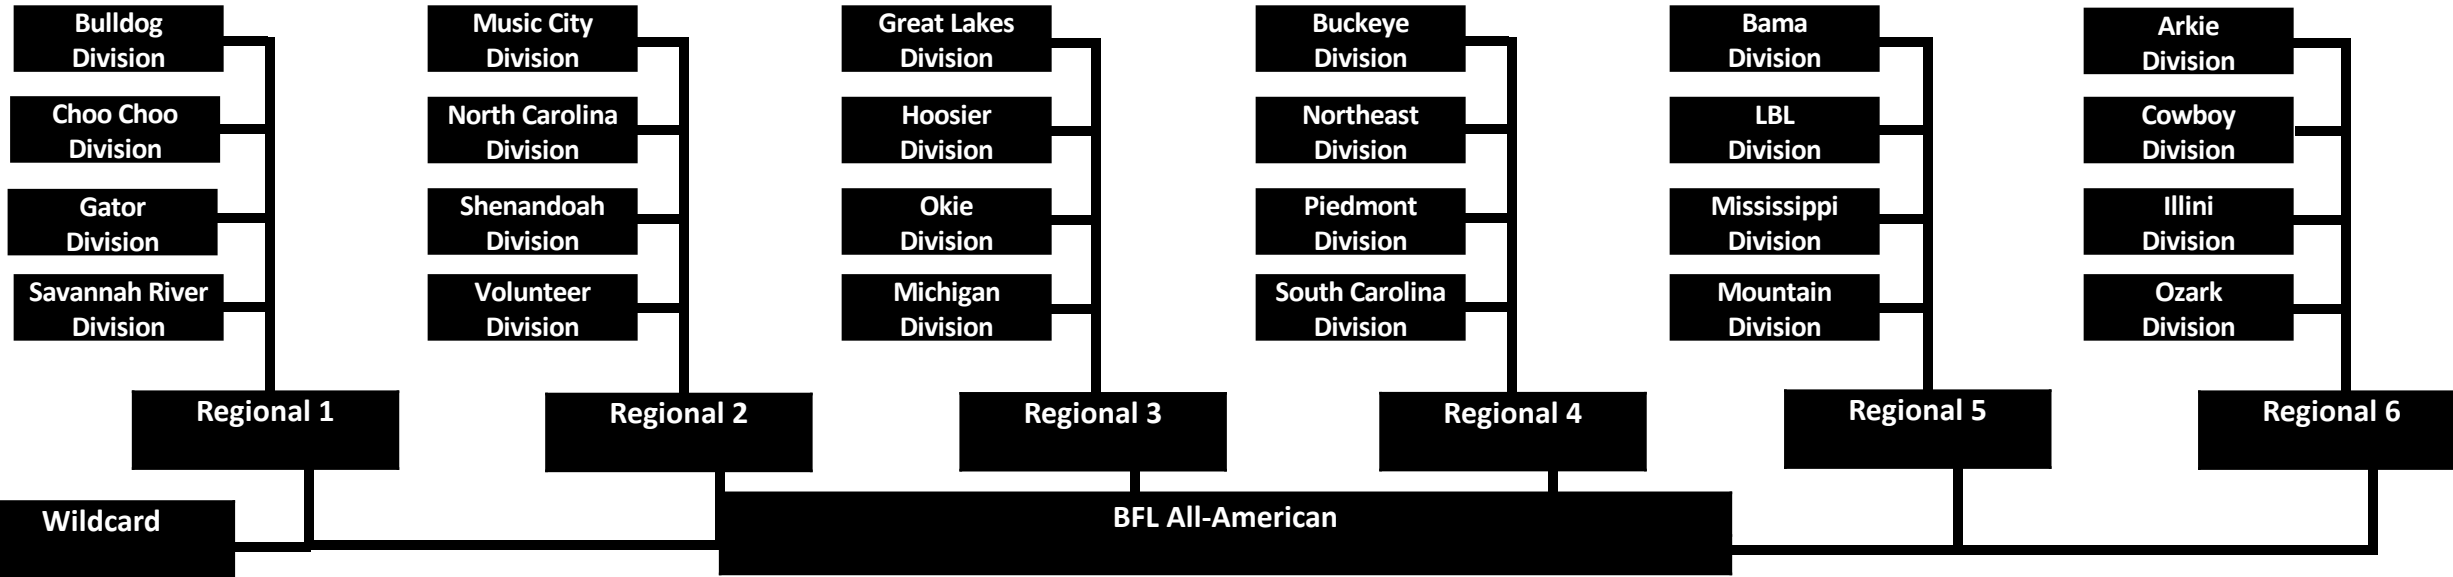 Bulldog
Division
Choo Choo
Division
Gator
Division
Savannah River
Division
Regional 1
Music City
Division
North Carolina
Division
Shenandoah
Division
Volunteer
Division
Regional 2
Great Lakes
Division
Hoosier
Division
Okie
Division
Michigan
Division
Regional 3
Buckeye
Division
Northeast
Division
Piedmont
Division
South Carolina
Division
Regional 4
Bama
Division
LBL
Division
Mississippi
Division
Mountain
Division
Regional 5
Arkie
Division
Cowboy
Division
Illini
Division
Ozark
Division
Regional 6
Wildcard
BFL All-American